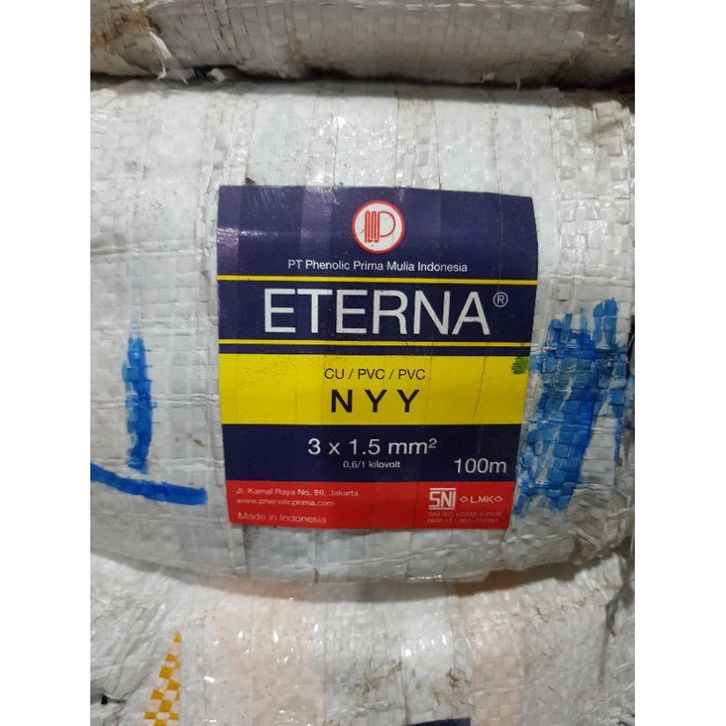 PT Phenolic Prima Mulia Indonesia
ETERNA®
CU / PVC / PVC
NYY
3 x 1.5 mm²
0,6/1 kilovolt
100m
Jl. Kamal Raya No. 96, Jakarta
www.phenolicprima.com
Made in Indonesia
SNI LMK